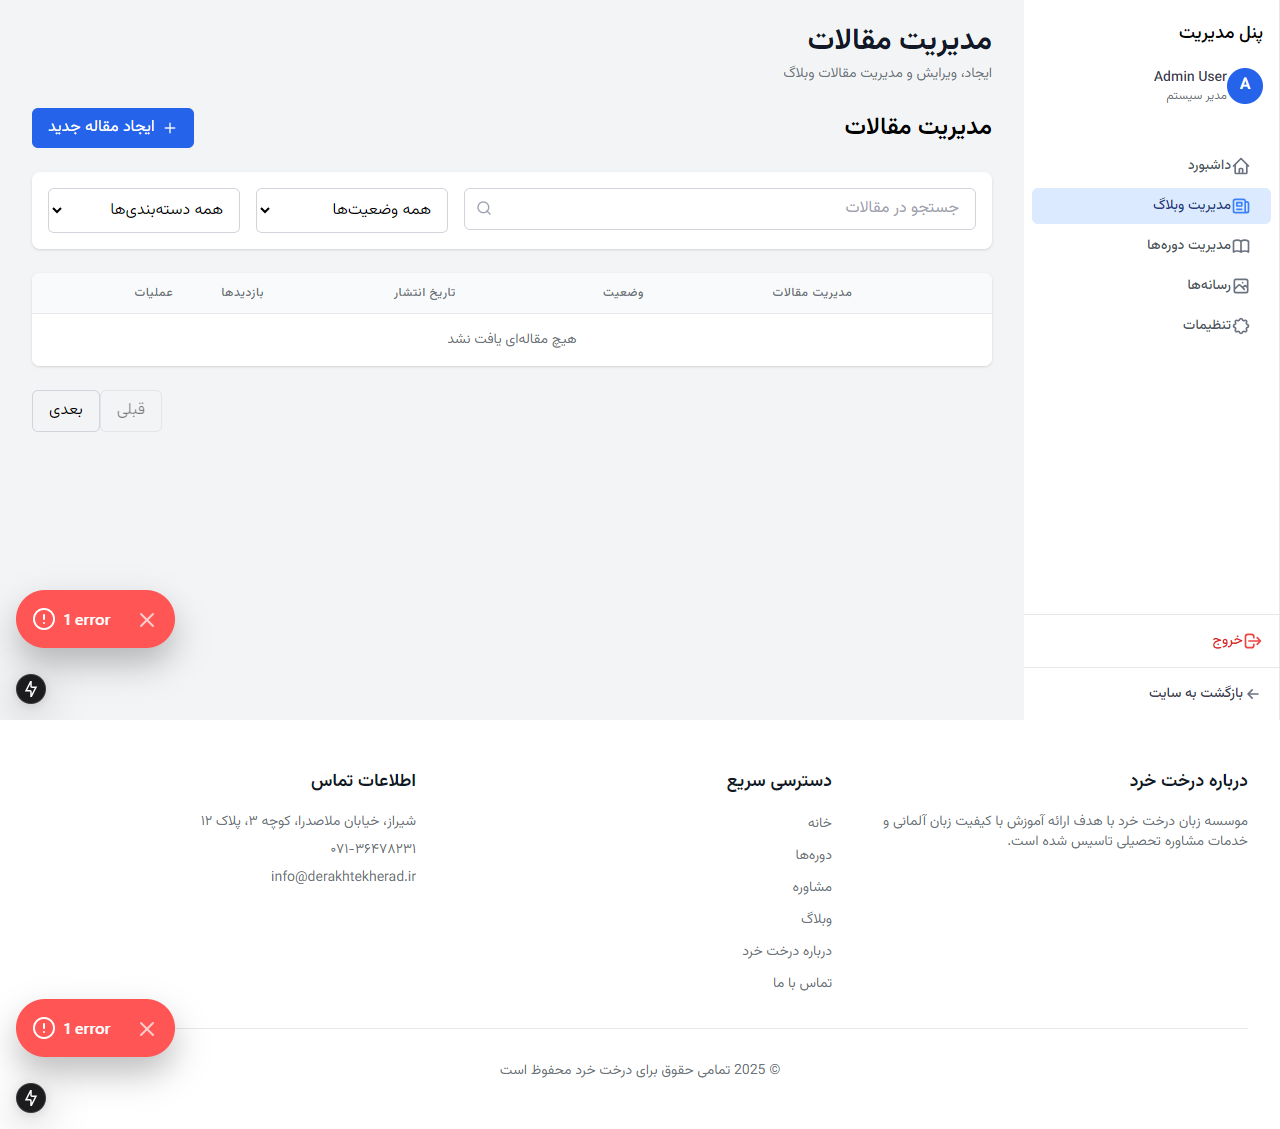 پنل مدیریت
A
Admin User
مدیر سیستم
داشبورد
مدیریت وبلاگ
مدیریت دوره‌ها
رسانه‌ها
تنظیمات
خروج
بازگشت به سایت
مدیریت مقالات
ایجاد، ویرایش و مدیریت مقالات وبلاگ
مدیریت مقالات
ایجاد مقاله جدید
جستجو در مقالات
همه وضعیت‌ها
همه دسته‌بندی‌ها
مدیریت مقالات وضعیت تاریخ انتشار بازدیدها عملیات
هیچ مقاله‌ای یافت نشد
قبلی
بعدی
1 error
درباره درخت خرد
موسسه زبان درخت خرد با هدف ارائه آموزش با کیفیت زبان آلمانی و
خدمات مشاوره تحصیلی تاسیس شده است.
دسترسی سریع
خانه
دوره‌ها
مشاوره
وبلاگ
درباره درخت خرد
تماس با ما
اطلاعات تماس
شیراز، خیابان ملاصدرا، کوچه ۳، پلاک ۱۲
۰۷۱-۳۶۴۷۸۲۳۱
info@derakhtekherad.ir
1 error
© 2025 تمامی حقوق برای درخت خرد محفوظ است